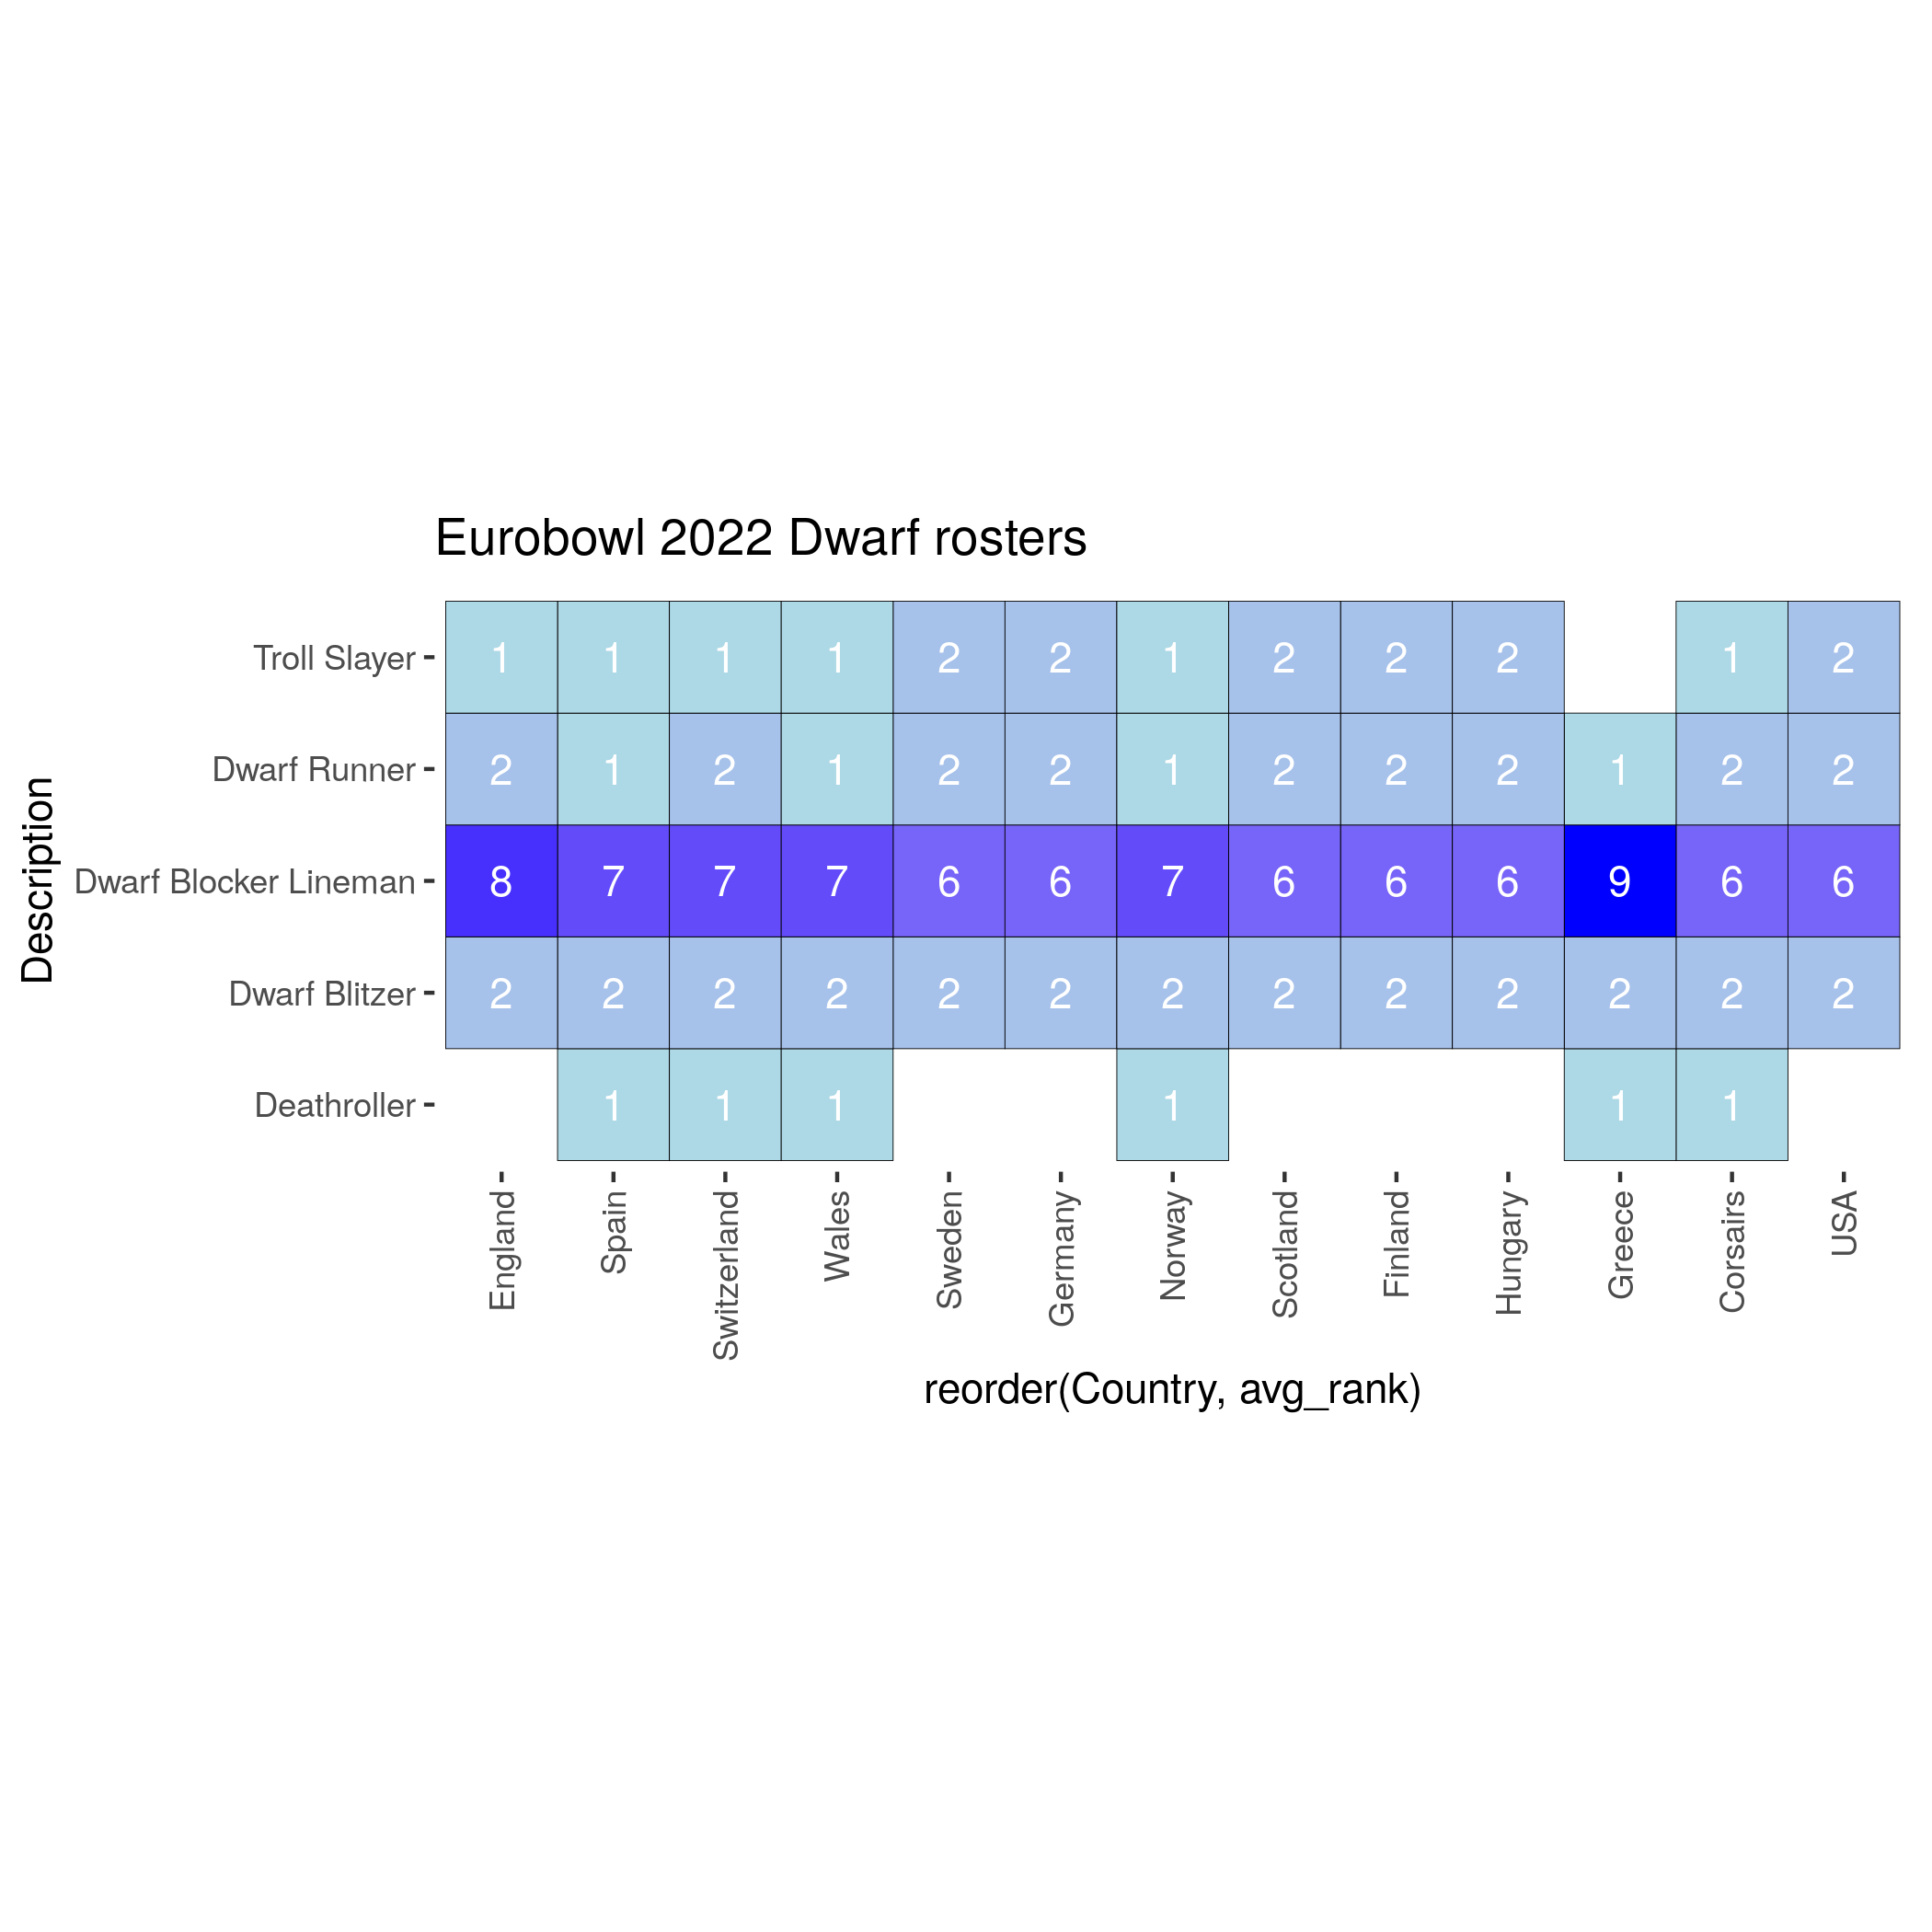 Eurobowl 2022 Dwarf rosters
Description
Troll Slayer 1 1 1 1 2 2 1 2 2 2 1 2
Dwarf Runner 2 1 2 1 2 2 1 2 2 2 1 2 2
Dwarf Blocker Lineman 8 7 7 7 6 6 7 6 6 6 9 6 6
Dwarf Blitzer 2 2 2 2 2 2 2 2 2 2 2 2 2
Deathroller 1 1 1 1 1 1
England Spain Switzerland Wales Sweden Germany Norway Scotland Finland Hungary Greece Corsairs USA
reorder(Country, avg_rank)